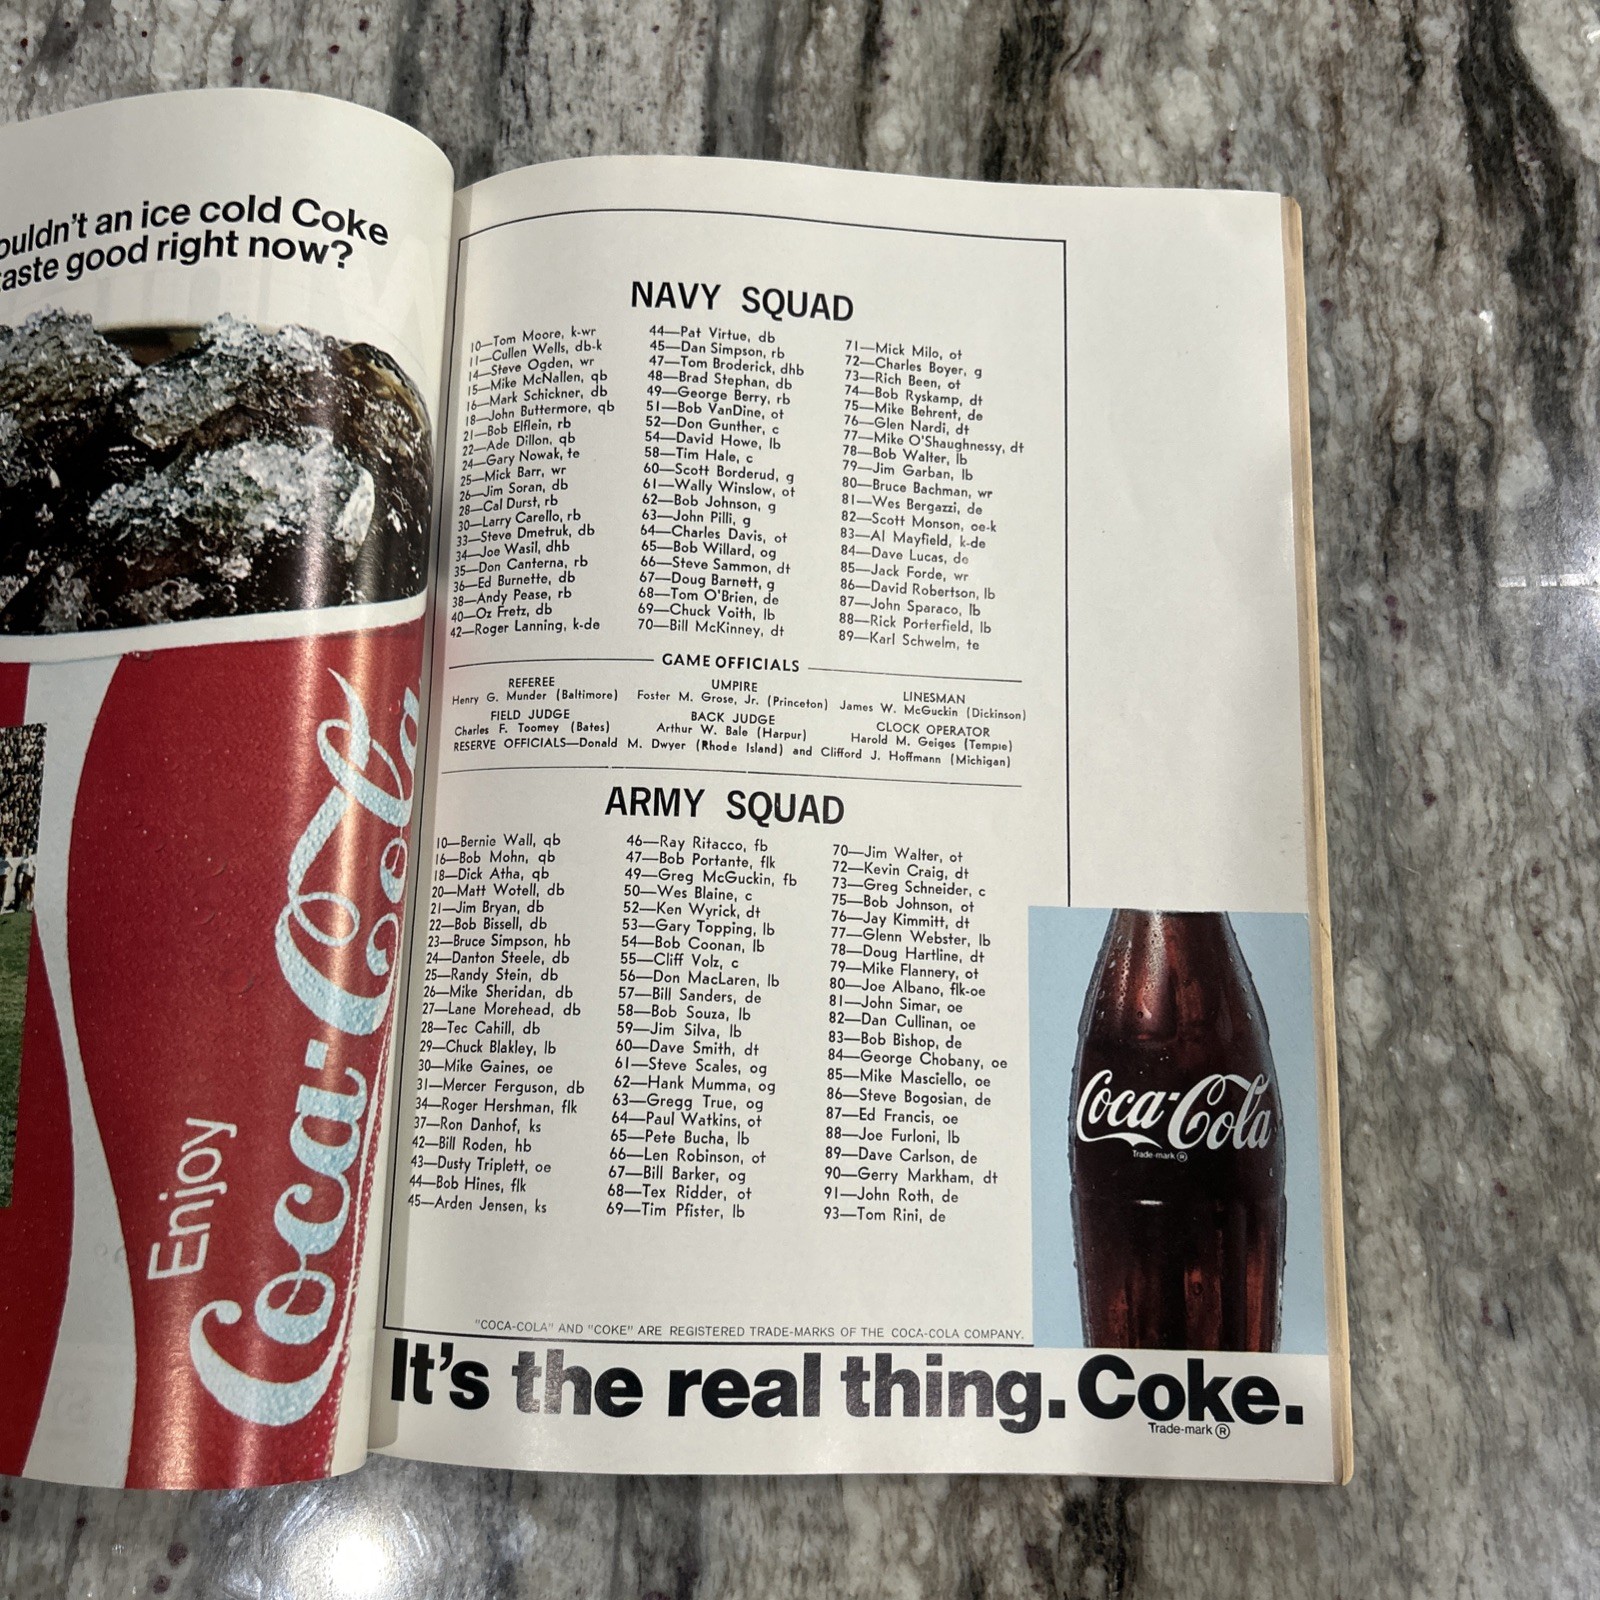 ouldn't an ice cold Coke
taste good right now?
Enjoy
Coca-Cola
NAVY SQUAD
10—Tom Moore, k-wr
11—Cullen Wells, db-k
14—Steve Ogden, wr
15—Mike McNallen, qb
16—Mark Schickner, db
18—John Buttermore, qb
21—Bob Elflein, rb
22—Ade Dillon, qb
24—Gary Nowak, te
25—Mick Barr, wr
26—Jim Soran, db
28—Cal Durst, rb
30—Larry Carello, rb
33—Steve Dmetruk, db
34—Joe Wasil, dhb
35—Don Canterna, rb
36—Ed Burnette, db
38—Andy Pease, rb
40—Oz Fretz, db
42—Roger Lanning, k-de
44—Pat Virtue, db
45—Dan Simpson, rb
47—Tom Broderick, dhb
48—Brad Stephan, db
49—George Berry, rb
51—Bob VanDine, ot
52—Don Gunther, c
54—David Howe, lb
58—Tim Hale, c
60—Scott Borderud, g
61—Wally Winslow, ot
62—Bob Johnson, g
63—John Pilli, g
64—Charles Davis, ot
65—Bob Willard, og
66—Steve Sammon, dt
67—Doug Barnett, g
68—Tom O'Brien, de
69—Chuck Voith, lb
70—Bill McKinney, dt
71—Mick Milo, ot
72—Charles Boyer, g
73—Rich Been, ot
74—Bob Ryskamp, dt
75—Mike Behrent, de
76—Glen Nardi, dt
77—Mike O'Shaughnessy, dt
78—Bob Walter, lb
79—Jim Garban, lb
80—Bruce Bachman, wr
81—Wes Bergazzi, de
82—Scott Monson, oe-k
83—Al Mayfield, k-de
84—Dave Lucas, de
85—Jack Forde, wr
86—David Robertson, lb
87—John Sparaco, lb
88—Rick Porterfield, lb
89—Karl Schwelm, te
GAME OFFICIALS
REFEREE
Henry G. Munder (Baltimore)
UMPIRE
Foster M. Grose, Jr. (Princeton)
LINESMAN
James W. McGuckin (Dickinson)
FIELD JUDGE
Charles F. Toomey (Bates)
BACK JUDGE
Arthur W. Bale (Harpur)
CLOCK OPERATOR
Harold M. Geiges (Temple)
RESERVE OFFICIALS—Donald M. Dwyer (Rhode Island) and Clifford J. Hoffmann (Michigan)
ARMY SQUAD
10—Bernie Wall, qb
16—Bob Mohn, qb
18—Dick Atha, qb
20—Matt Wotell, db
21—Jim Bryan, db
22—Bob Bissell, db
23—Bruce Simpson, hb
24—Danton Steele, db
25—Randy Stein, db
26—Mike Sheridan, db
27—Lane Morehead, db
28—Tec Cahill, db
29—Chuck Blakley, lb
30—Mike Gaines, oe
31—Mercer Ferguson, db
34—Roger Hershman, flk
37—Ron Danhof, ks
42—Bill Roden, hb
43—Dusty Triplett, oe
44—Bob Hines, flk
45—Arden Jensen, ks
46—Ray Ritacco, fb
47—Bob Portante, flk
49—Greg McGuckin, fb
50—Wes Blaine, c
52—Ken Wyrick, dt
53—Gary Topping, lb
54—Bob Coonan, lb
55—Cliff Volz, c
56—Don MacLaren, lb
57—Bill Sanders, de
58—Bob Souza, lb
59—Jim Silva, lb
60—Dave Smith, dt
61—Steve Scales, og
62—Hank Mumma, og
63—Gregg True, og
64—Paul Watkins, ot
65—Pete Bucha, lb
66—Len Robinson, ot
67—Bill Barker, og
68—Tex Ridder, ot
69—Tim Pfister, lb
70—Jim Walter, ot
72—Kevin Craig, dt
73—Greg Schneider, c
75—Bob Johnson, ot
76—Jay Kimmitt, dt
77—Glenn Webster, lb
78—Doug Hartline, dt
79—Mike Flannery, ot
80—Joe Albano, flk-oe
81—John Simar, oe
82—Dan Cullinan, oe
83—Bob Bishop, de
84—George Chobany, oe
85—Mike Masciello, oe
86—Steve Bogosian, de
87—Ed Francis, oe
88—Joe Furloni, lb
89—Dave Carlson, de
90—Gerry Markham, dt
91—John Roth, de
93—Tom Rini, de
Coca-Cola
Trade-mark ®
"COCA-COLA" AND "COKE" ARE REGISTERED TRADE-MARKS OF THE COCA-COLA COMPANY.
It's the real thing. Coke.
Trade-mark ®